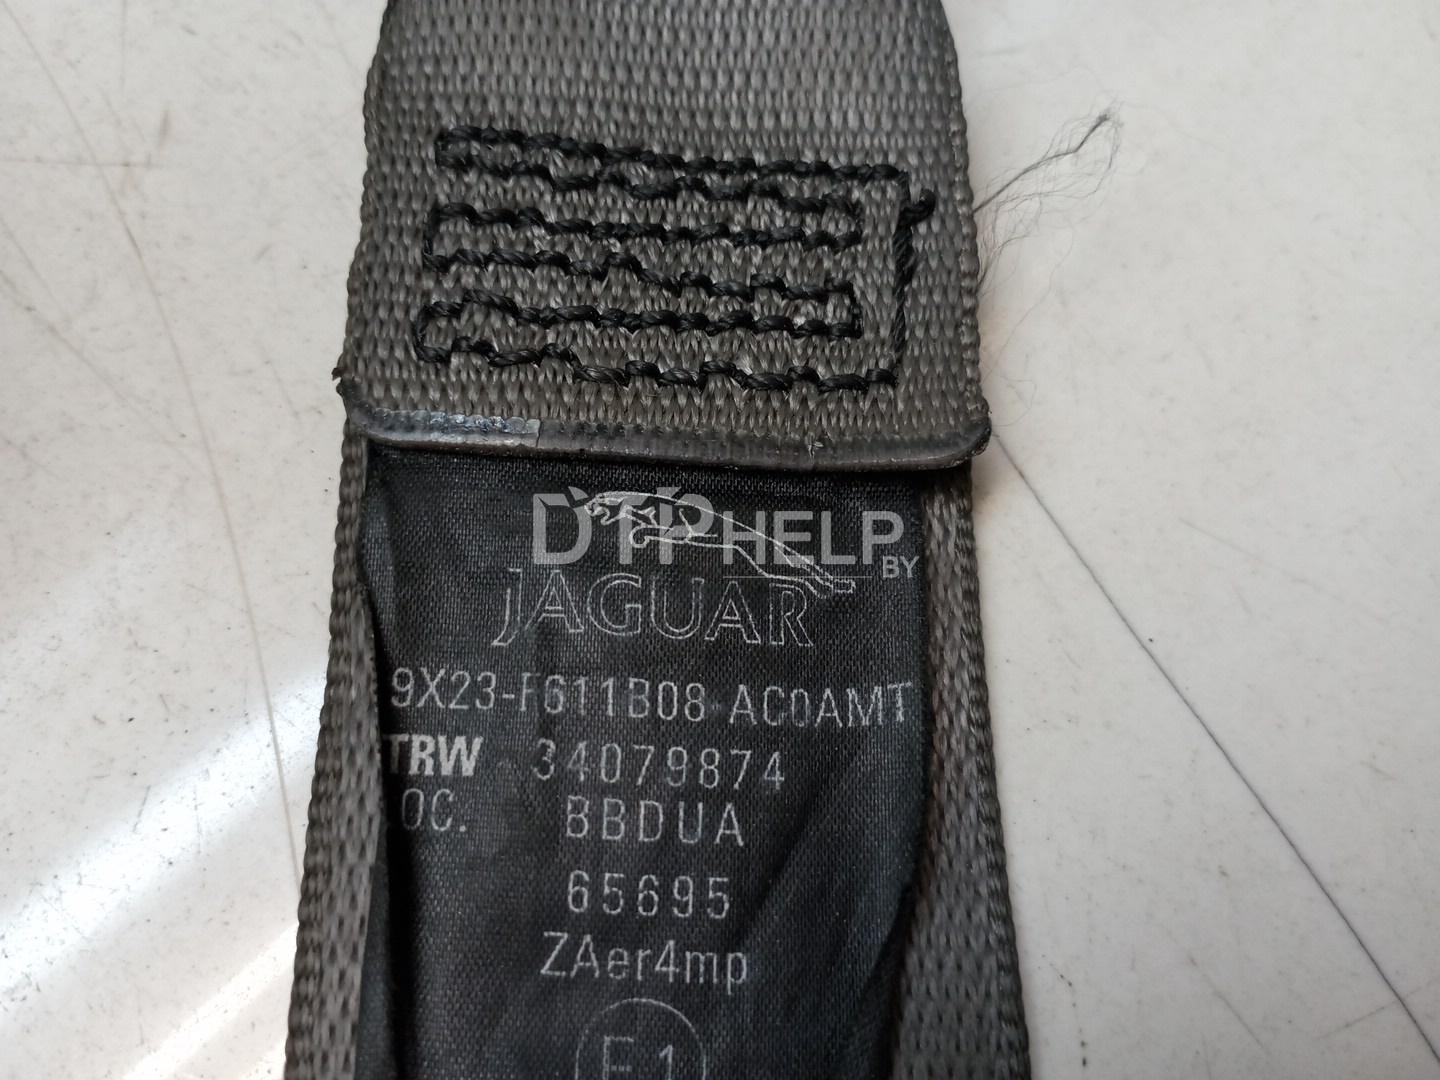 DTP HELP BY
JAGUAR
9X23-F611B08 AC0AMT
TRW 34079874
OC. BBDUA
65695
ZAer4mp
E1